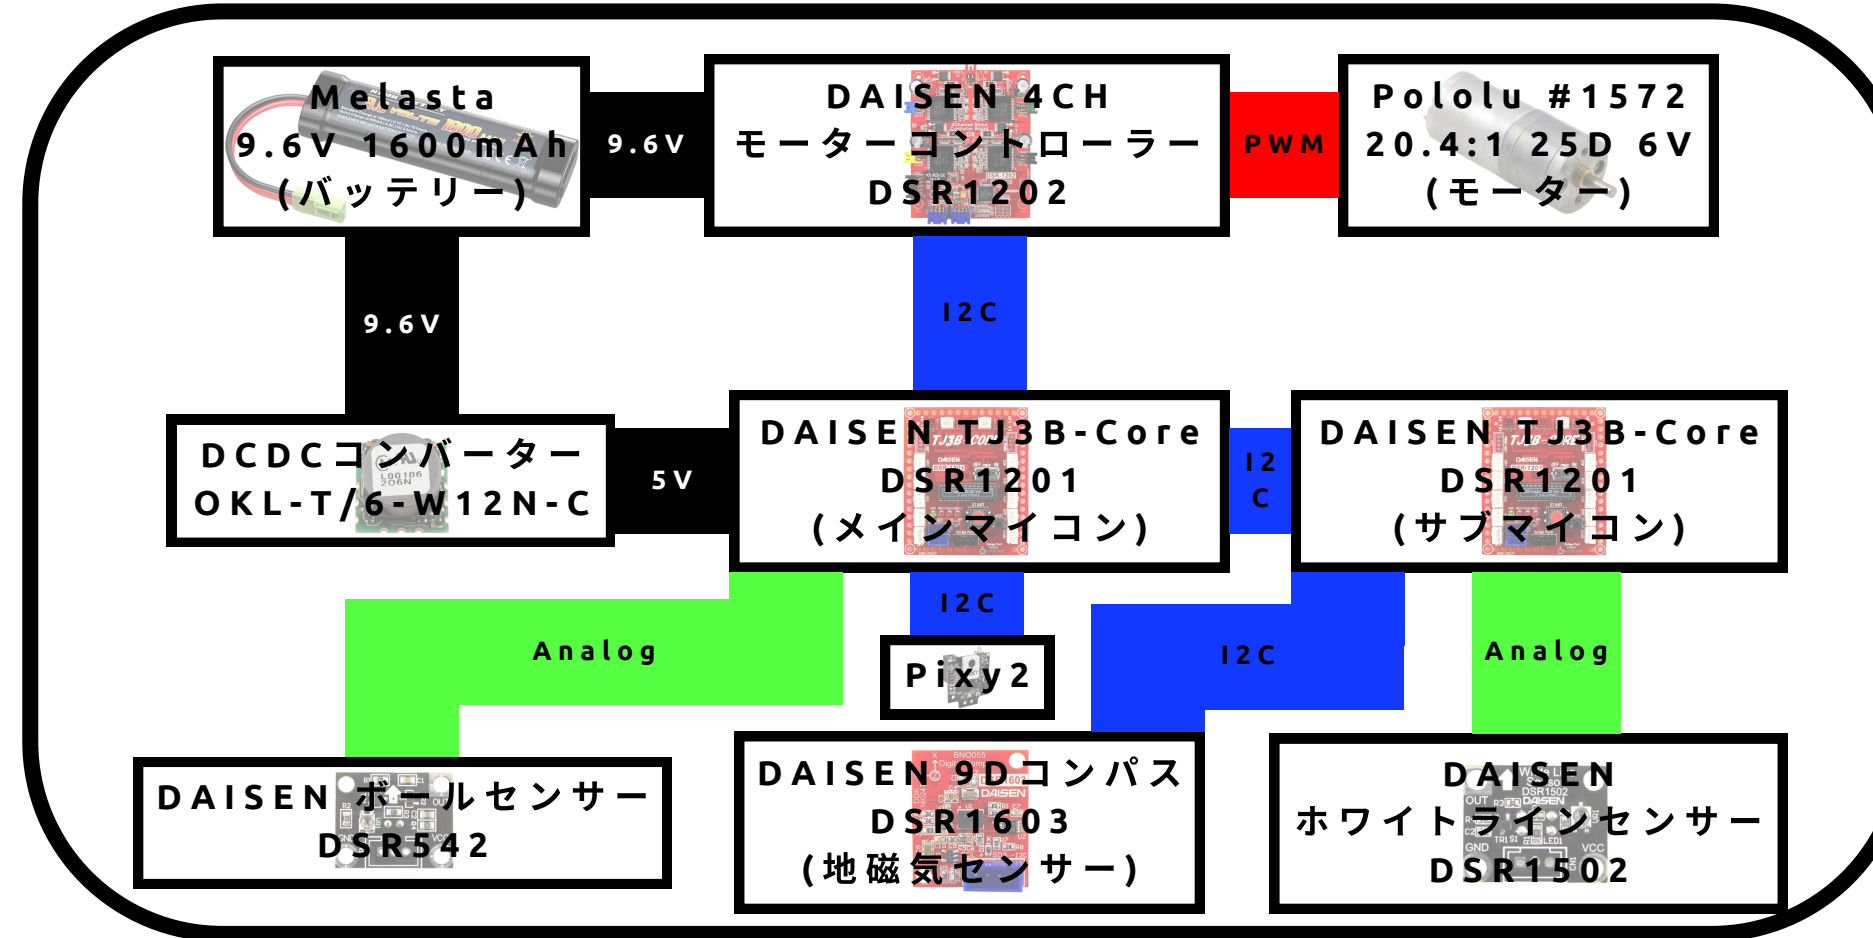 Melasta
9.6V 1600mAh
(バッテリー)
9.6V
DAISEN 4CH
モーターコントローラー
DSR1202
PWM
Pololu #1572
20.4:1 25D 6V
(モーター)
9.6V
I2C
DCDCコンバーター
OKL-T/6-W12N-C
5V
DAISEN TJ3B-Core
DSR1201
(メインマイコン)
I2
C
DAISEN TJ3B-Core
DSR1201
(サブマイコン)
Analog
I2C
I2C
Analog
Pixy2
DAISEN ボールセンサー
DSR542
DAISEN 9Dコンパス
DSR1603
(地磁気センサー)
DAISEN
ホワイトラインセンサー
DSR1502